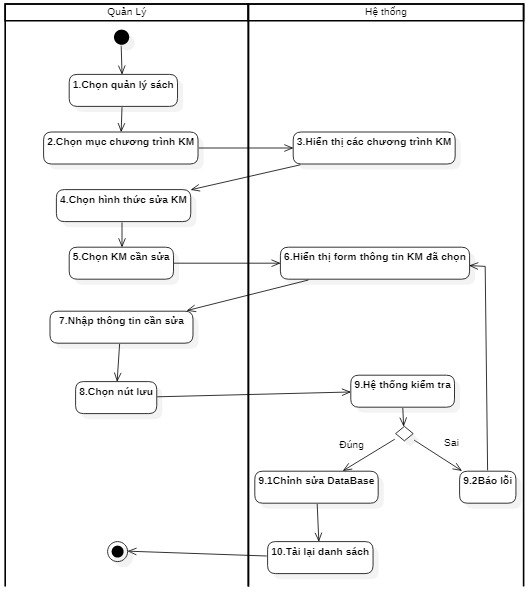 Quản Lý
Hệ thống
1.Chọn quản lý sách
2.Chọn mục chương trình KM
3.Hiển thị các chương trình KM
4.Chọn hình thức sửa KM
5.Chọn KM cần sửa
6.Hiển thị form thông tin KM đã chọn
7.Nhập thông tin cần sửa
8.Chọn nút lưu
9.Hệ thống kiểm tra
Đúng
Sai
9.1Chỉnh sửa DataBase
9.2Báo lỗi
10.Tải lại danh sách